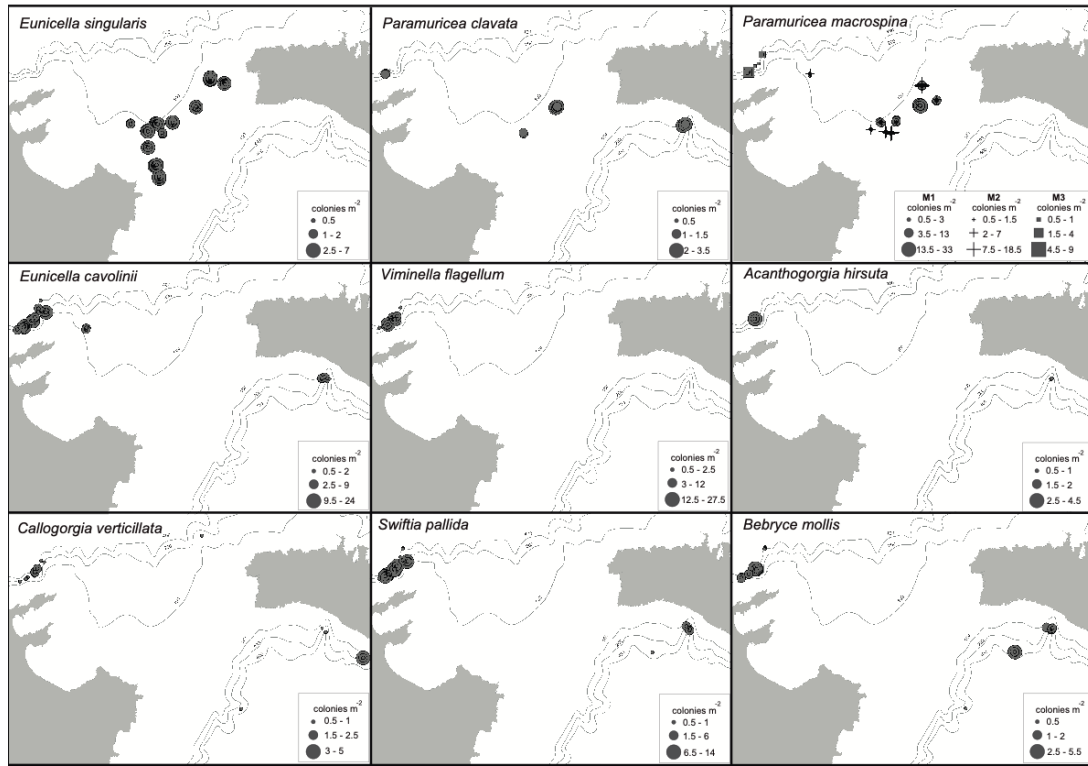 Eunicella singularis
colonies m-2
0.5
1 - 2
2.5 - 7
Paramuricea clavata
colonies m-2
0.5
1 - 1.5
2 - 3.5
Paramuricea macrospina
M1 M2 M3
colonies m-2 colonies m-2 colonies m-2
0.5 - 3 0.5 - 1.5 0.5 - 1
3.5 - 13 2 - 7 1.5 - 4
13.5 - 33 7.5 - 18.5 4.5 - 9
Eunicella cavolinii
colonies m-2
0.5 - 2
2.5 - 9
9.5 - 24
Viminella flagellum
colonies m-2
0.5 - 2.5
3 - 12
12.5 - 27.5
Acanthogorgia hirsuta
colonies m-2
0.5 - 1
1.5 - 2
2.5 - 4.5
Callogorgia verticillata
colonies m-2
0.5 - 1
1.5 - 2.5
3 - 5
Swiftia pallida
colonies m-2
0.5 - 1
1.5 - 6
6.5 - 14
Bebryce mollis
colonies m-2
0.5
1 - 2
2.5 - 5.5